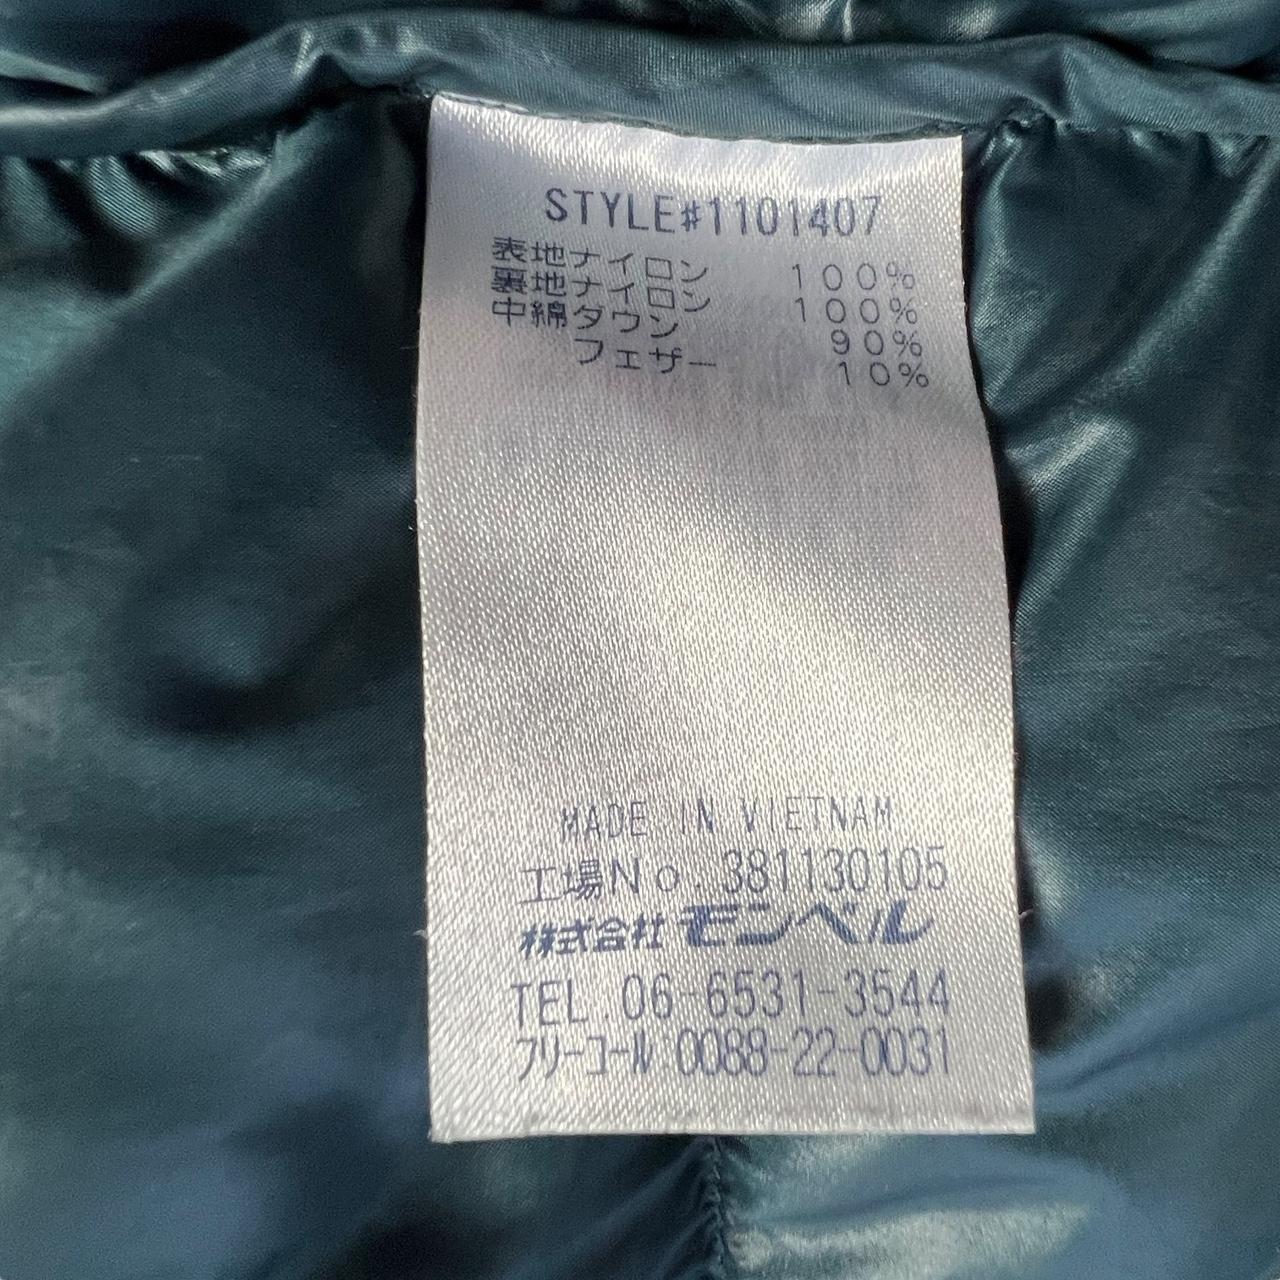 STYLE#1101407
表地ナイロン 100%
裏地ナイロン 100%
中綿ダウン 90%
フェザー 10%
MADE IN VIETNAM
工場No.381130105
株式会社モンベル
TEL.06-6531-3544
フリーコール 0088-22-0031